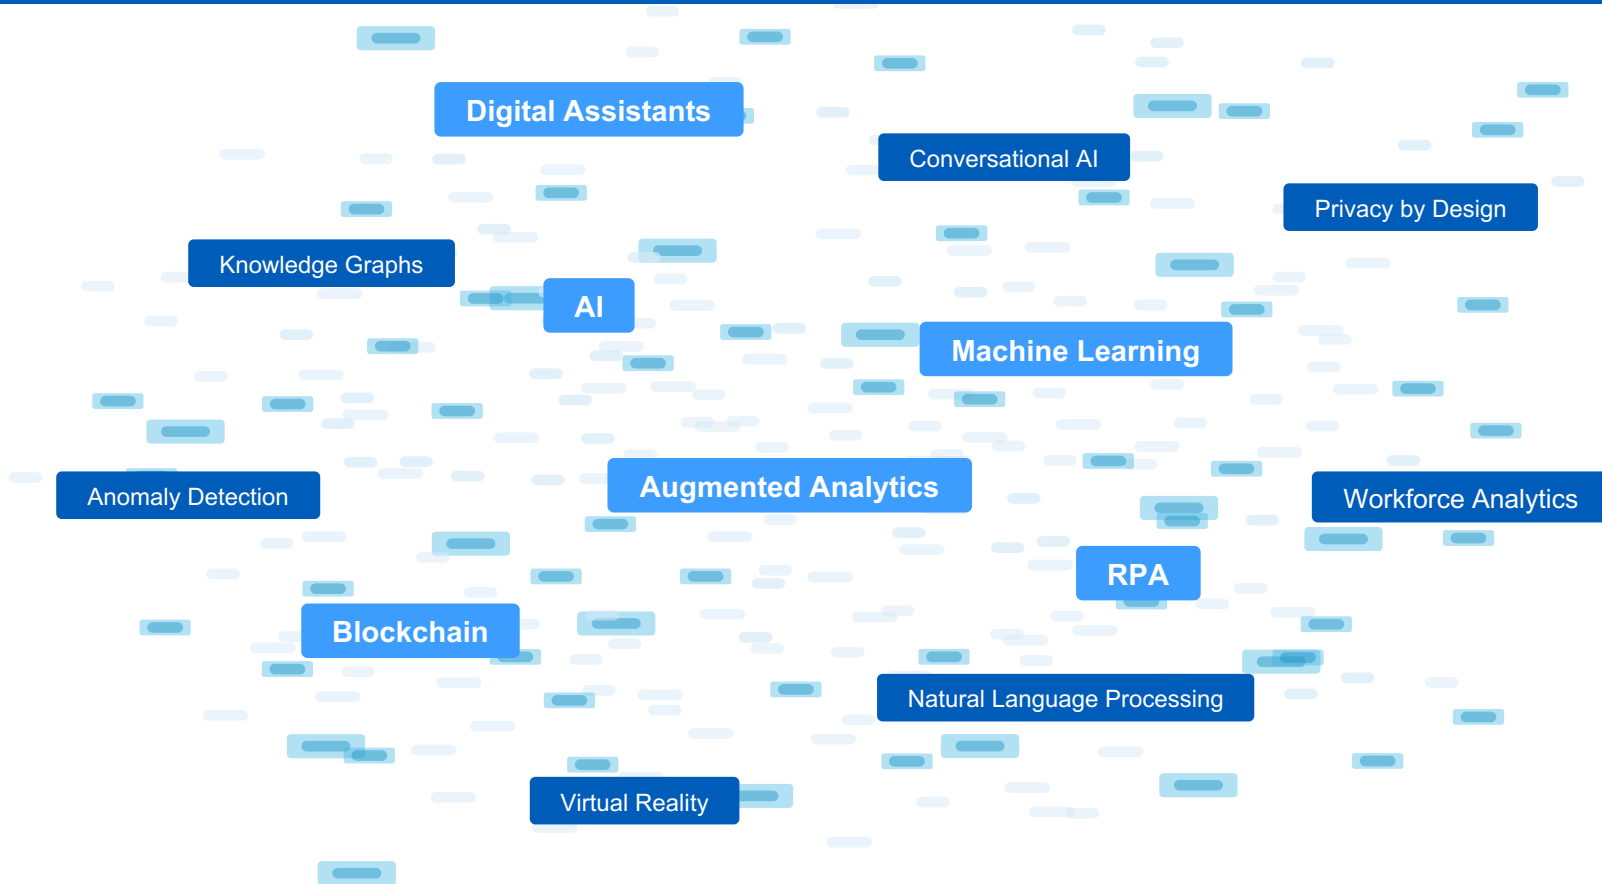 Digital Assistants
Conversational AI
Privacy by Design
Knowledge Graphs
AI
Machine Learning
Augmented Analytics
Anomaly Detection
Workforce Analytics
RPA
Blockchain
Natural Language Processing
Virtual Reality